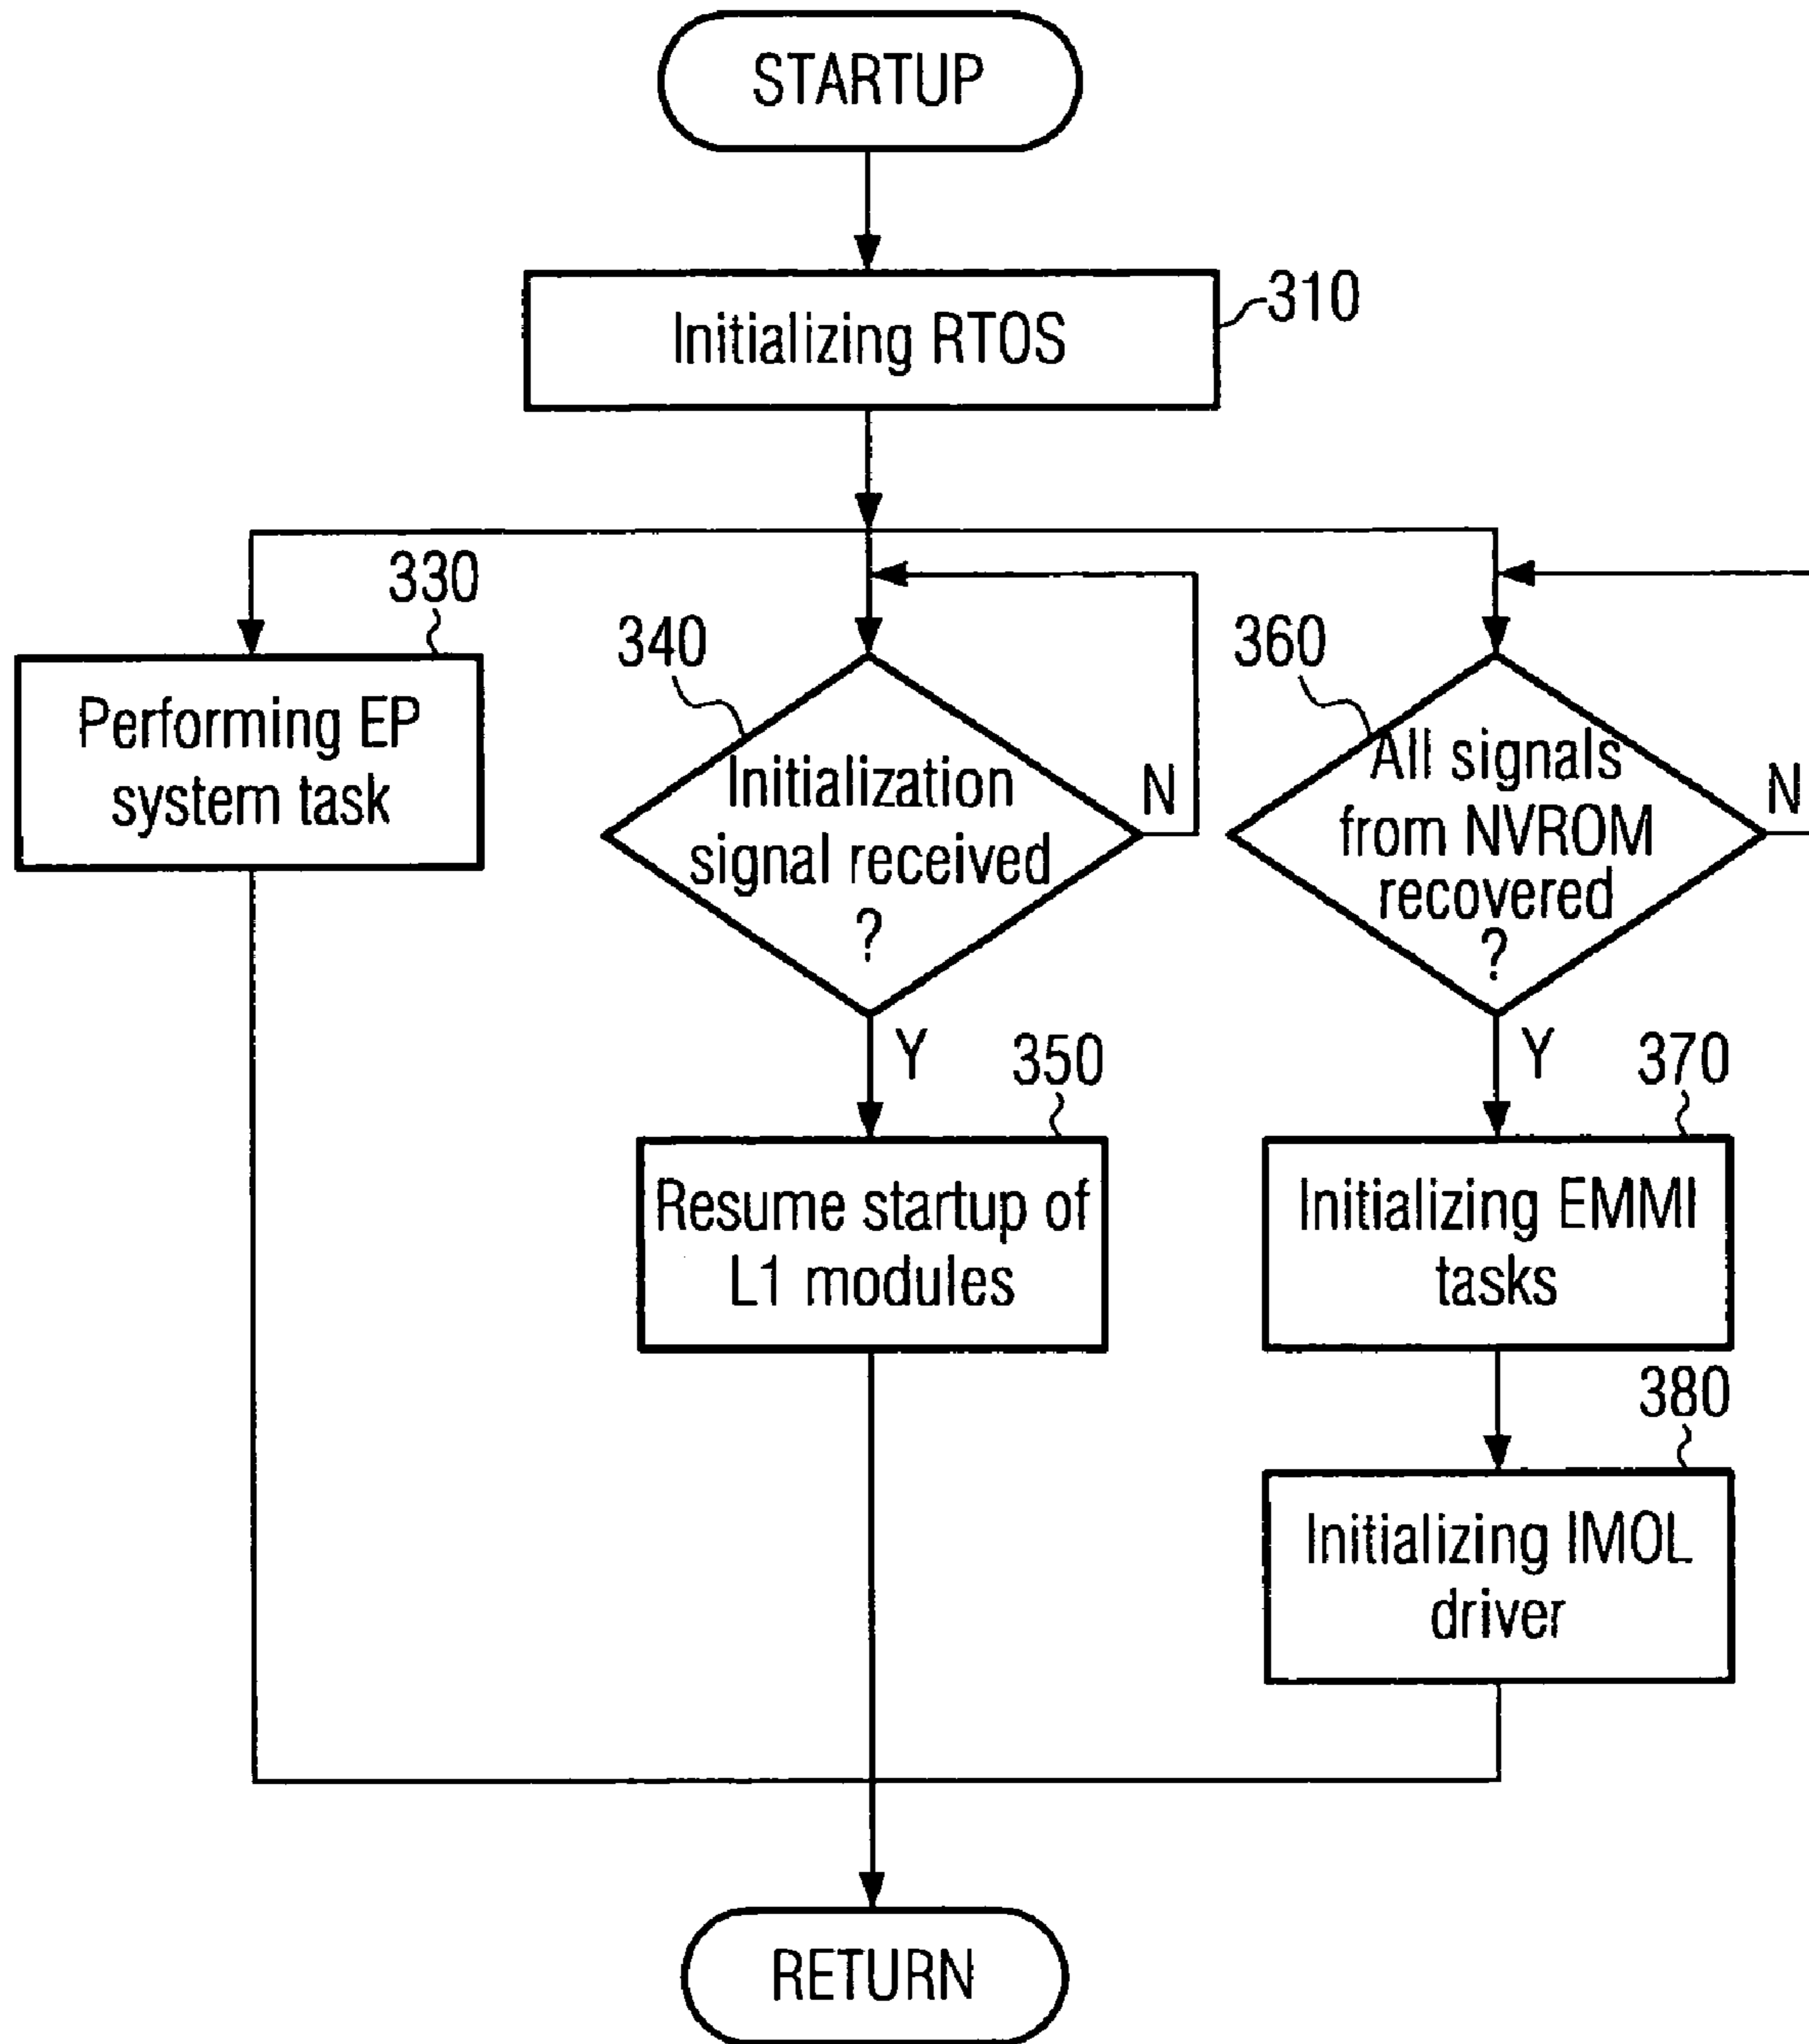 STARTUP
Initializing RTOS
310
330
Performing EP
system task
340
Initialization
signal received
?
N
Y
350
Resume startup of
L1 modules
360
All signals
from NVROM
recovered
?
N
Y
370
Initializing EMMI
tasks
380
Initializing IMOL
driver
RETURN